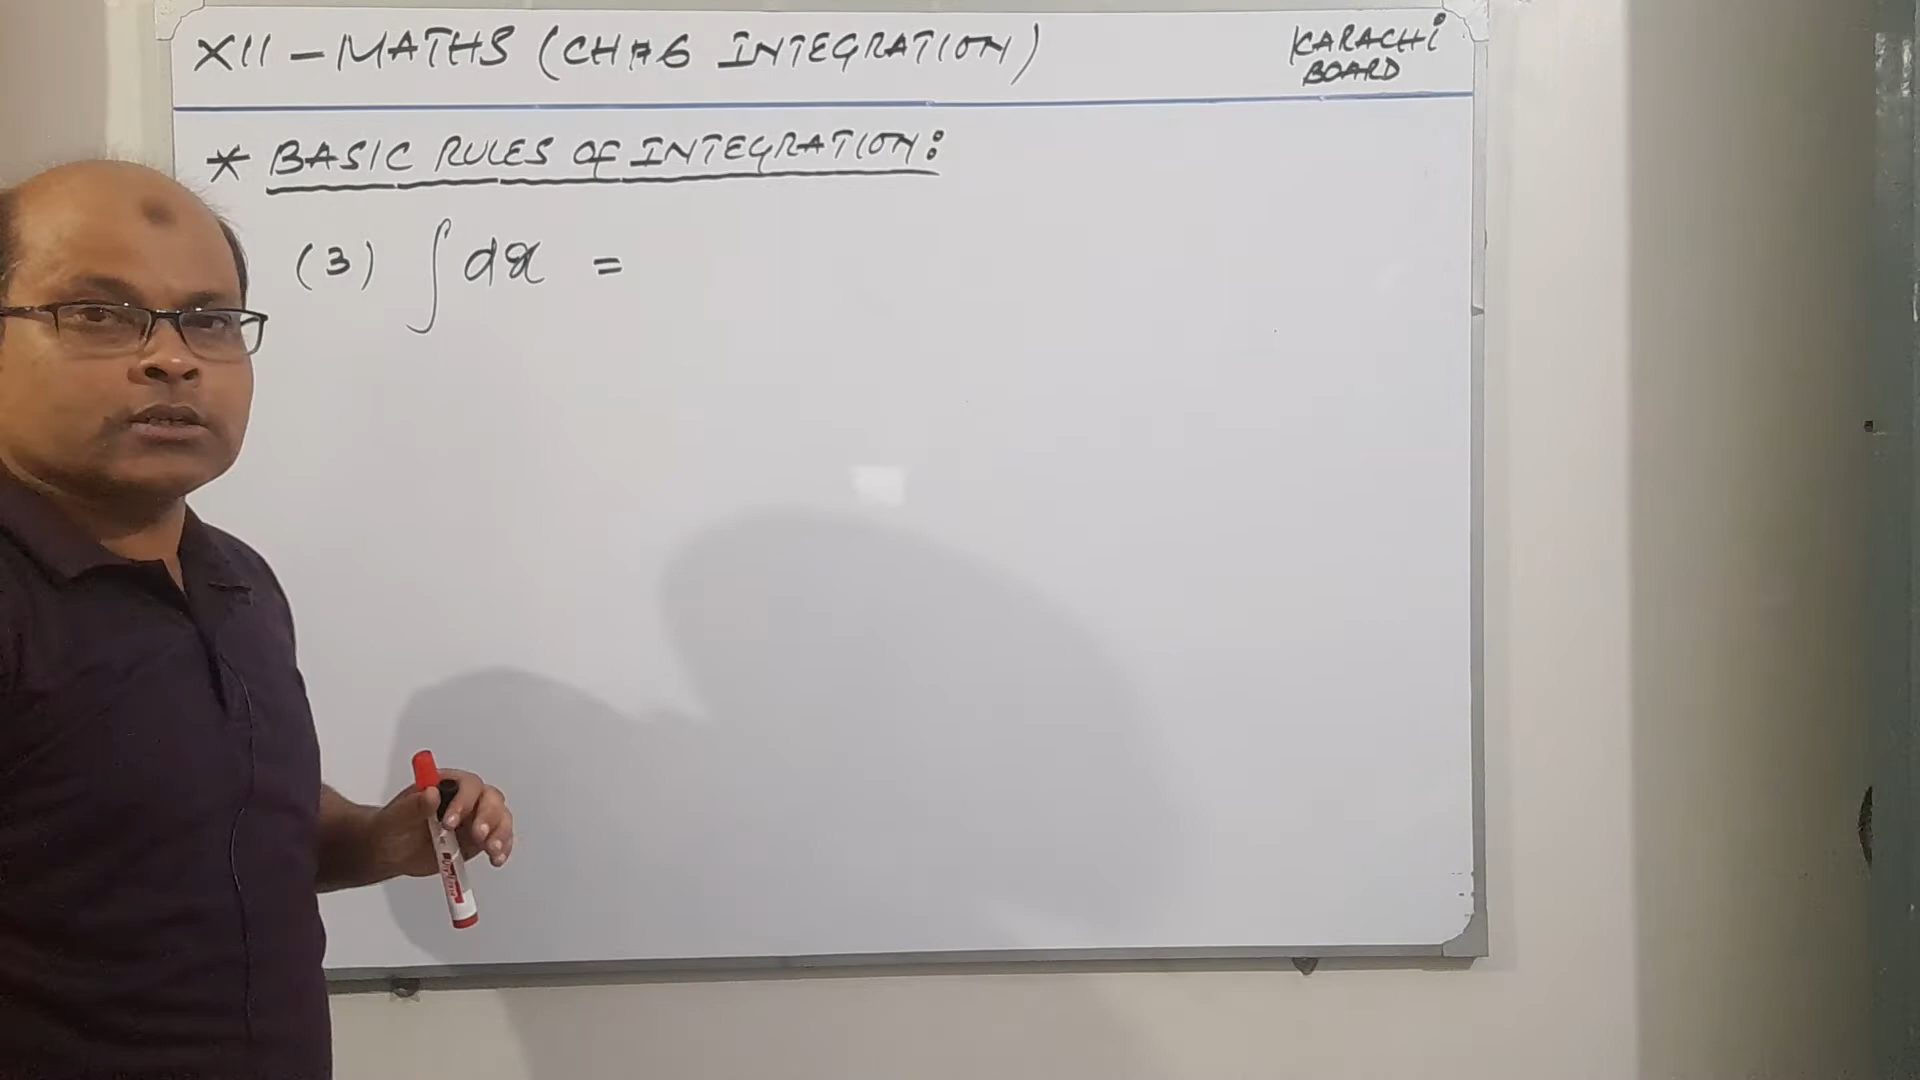 XII - MATHS (CH#6 INTEGRATION)
KARACHI
BOARD
* BASIC RULES OF INTEGRATION:
(3) ∫ dx =